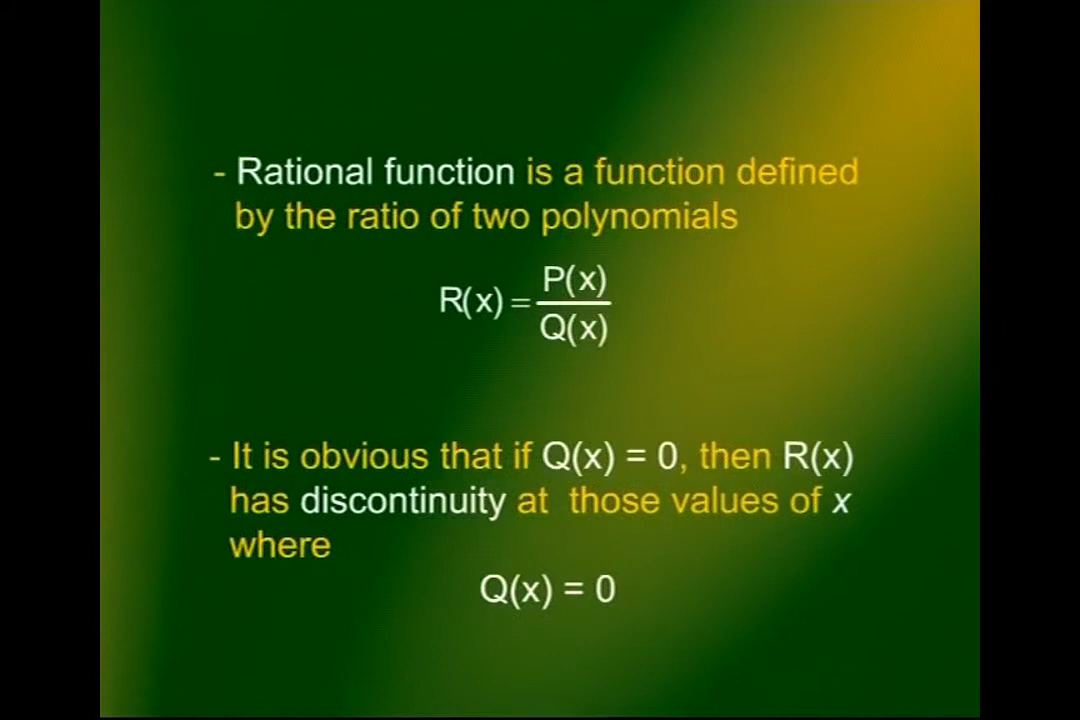 - Rational function is a function defined
by the ratio of two polynomials
R(x) = P(x)/Q(x)
- It is obvious that if Q(x) = 0, then R(x)
has discontinuity at those values of x
where
Q(x) = 0